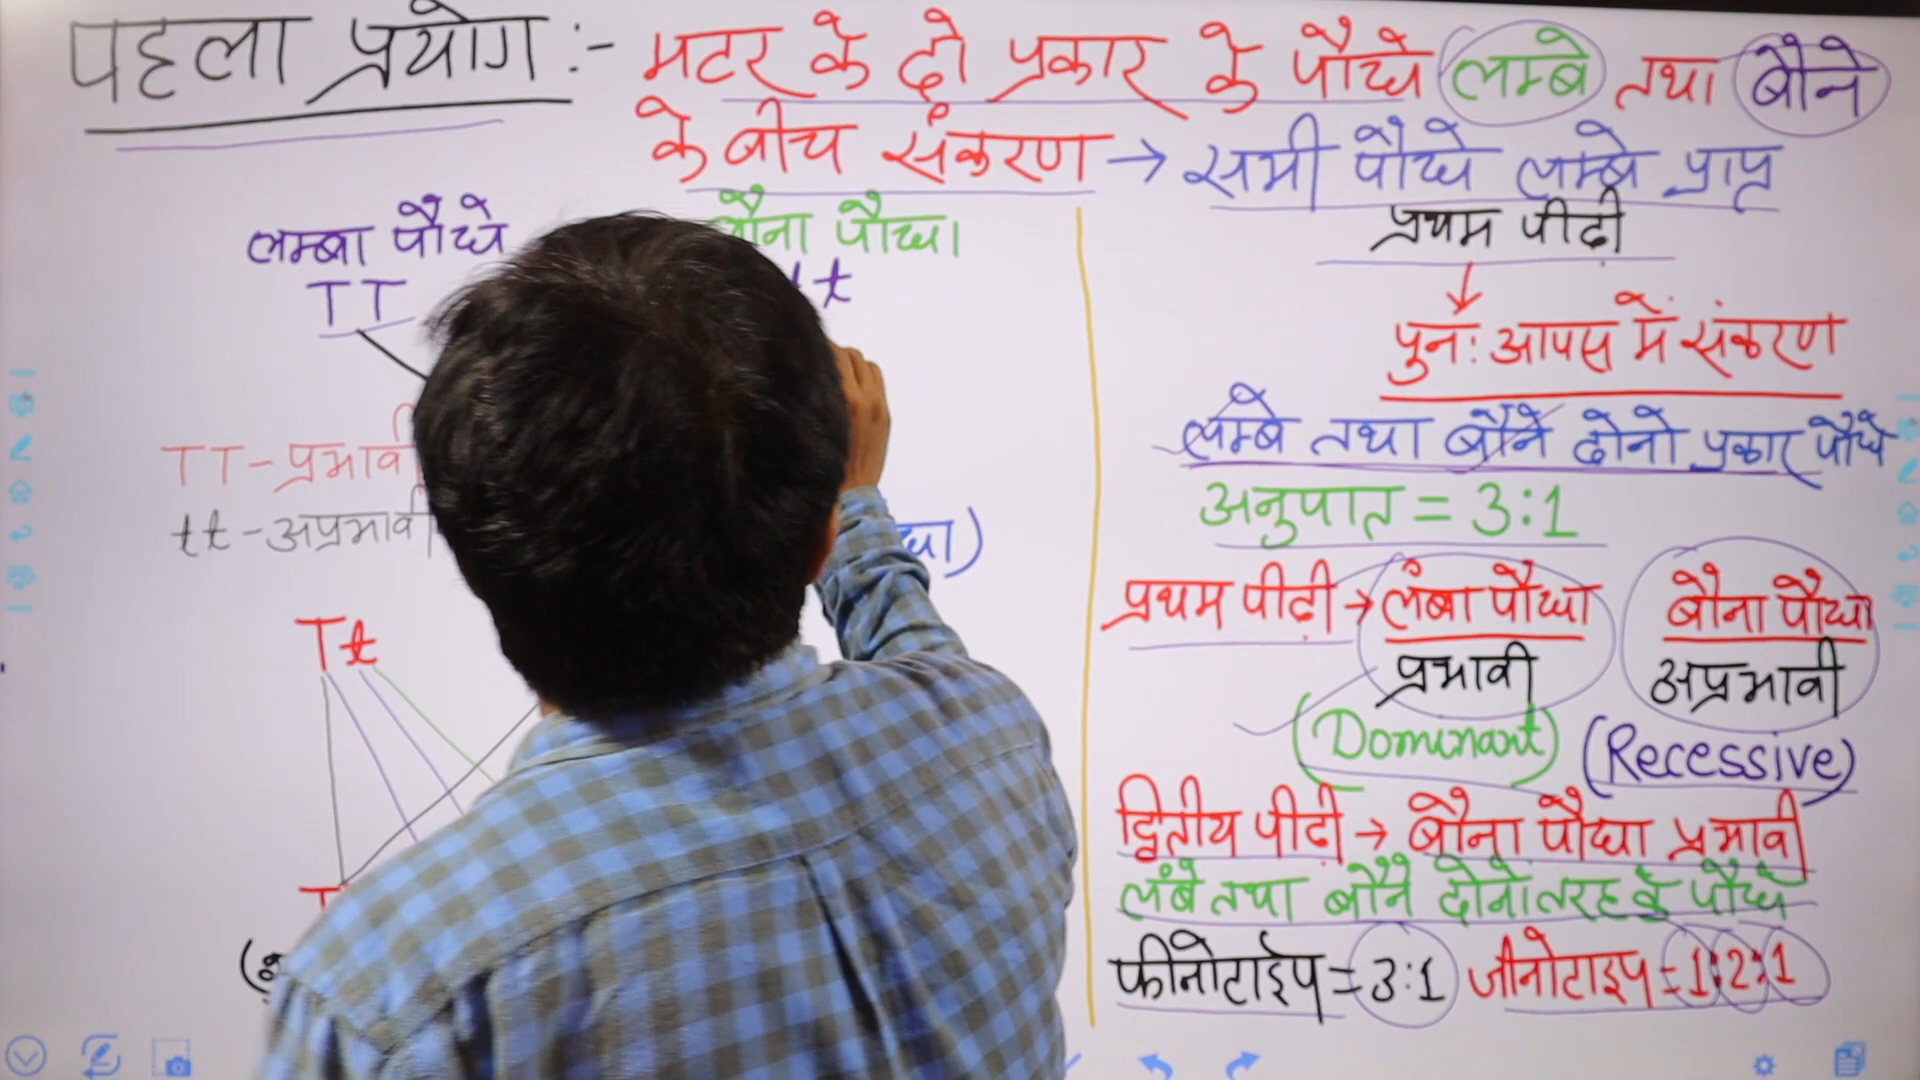 पहला प्रयोग :- मटर के दो प्रकार के पौधे लम्बे तथा बौने
के बीच संकरण → सभी पौधे लम्बे प्राप्त
प्रथम पीढ़ी
पुनः आपस में संकरण
लम्बे तथा बौने दोनो प्रकार पौधे
अनुपात = 3:1
प्रथम पीढ़ी → लंबा पौधा बौना पौधा
प्रभावी अप्रभावी
(Dominant) (Recessive)
द्वितीय पीढ़ी → बौना पौधा प्रभावी
लंबे तथा बौने दोनो तरह के पौधे
फीनोटाईप = 3:1 जीनोटाइप = 1:2:1
लम्बा पौधे पौधा
TT t
TT - प्रभावी
tt - अप्रभावी
T t
T